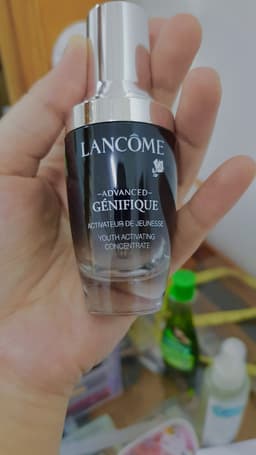 LANCÔME
—ADVANCED—
GÉNIFIQUE
ACTIVATEUR DE JEUNESSE
YOUTH ACTIVATING
CONCENTRATE